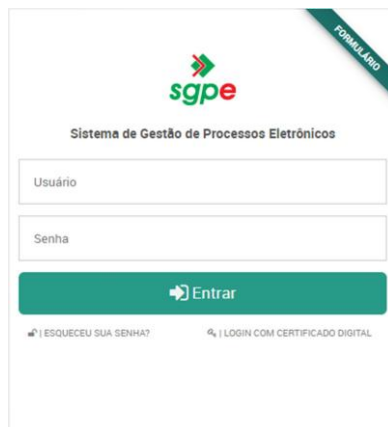 FORMULÁRIO
sgpe
Sistema de Gestão de Processos Eletrônicos
Usuário
Senha
Entrar
| ESQUECEU SUA SENHA?
| LOGIN COM CERTIFICADO DIGITAL